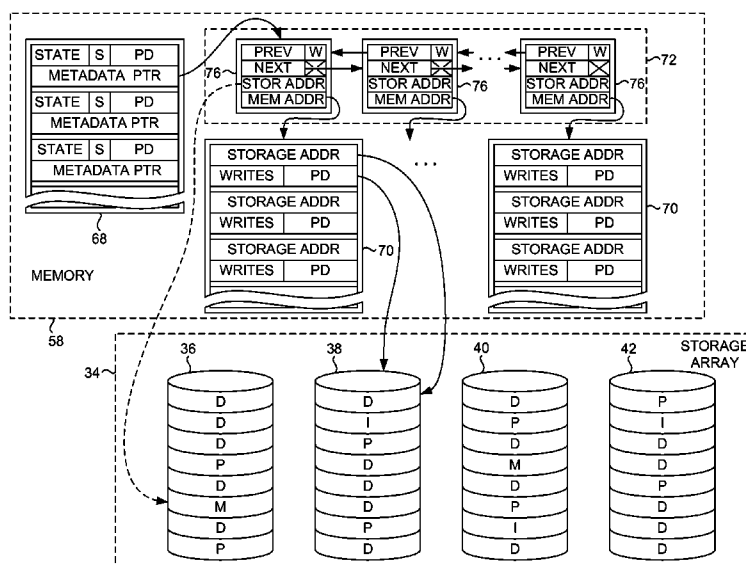 STATE S PD
METADATA PTR
STATE S PD
METADATA PTR
STATE S PD
METADATA PTR
68
MEMORY
58
PREV W
NEXT
STOR ADDR
MEM ADDR
76
PREV W
NEXT
STOR ADDR
MEM ADDR
76
...
PREV W
NEXT
STOR ADDR
MEM ADDR
76
72
STORAGE ADDR
WRITES PD
STORAGE ADDR
WRITES PD
STORAGE ADDR
WRITES PD
70
...
STORAGE ADDR
WRITES PD
STORAGE ADDR
WRITES PD
STORAGE ADDR
WRITES PD
70
STORAGE
ARRAY
34
36
D
D
D
P
D
M
D
P
38
D
I
P
D
D
D
P
D
40
D
P
D
M
D
P
I
D
42
P
I
D
D
P
D
D
D